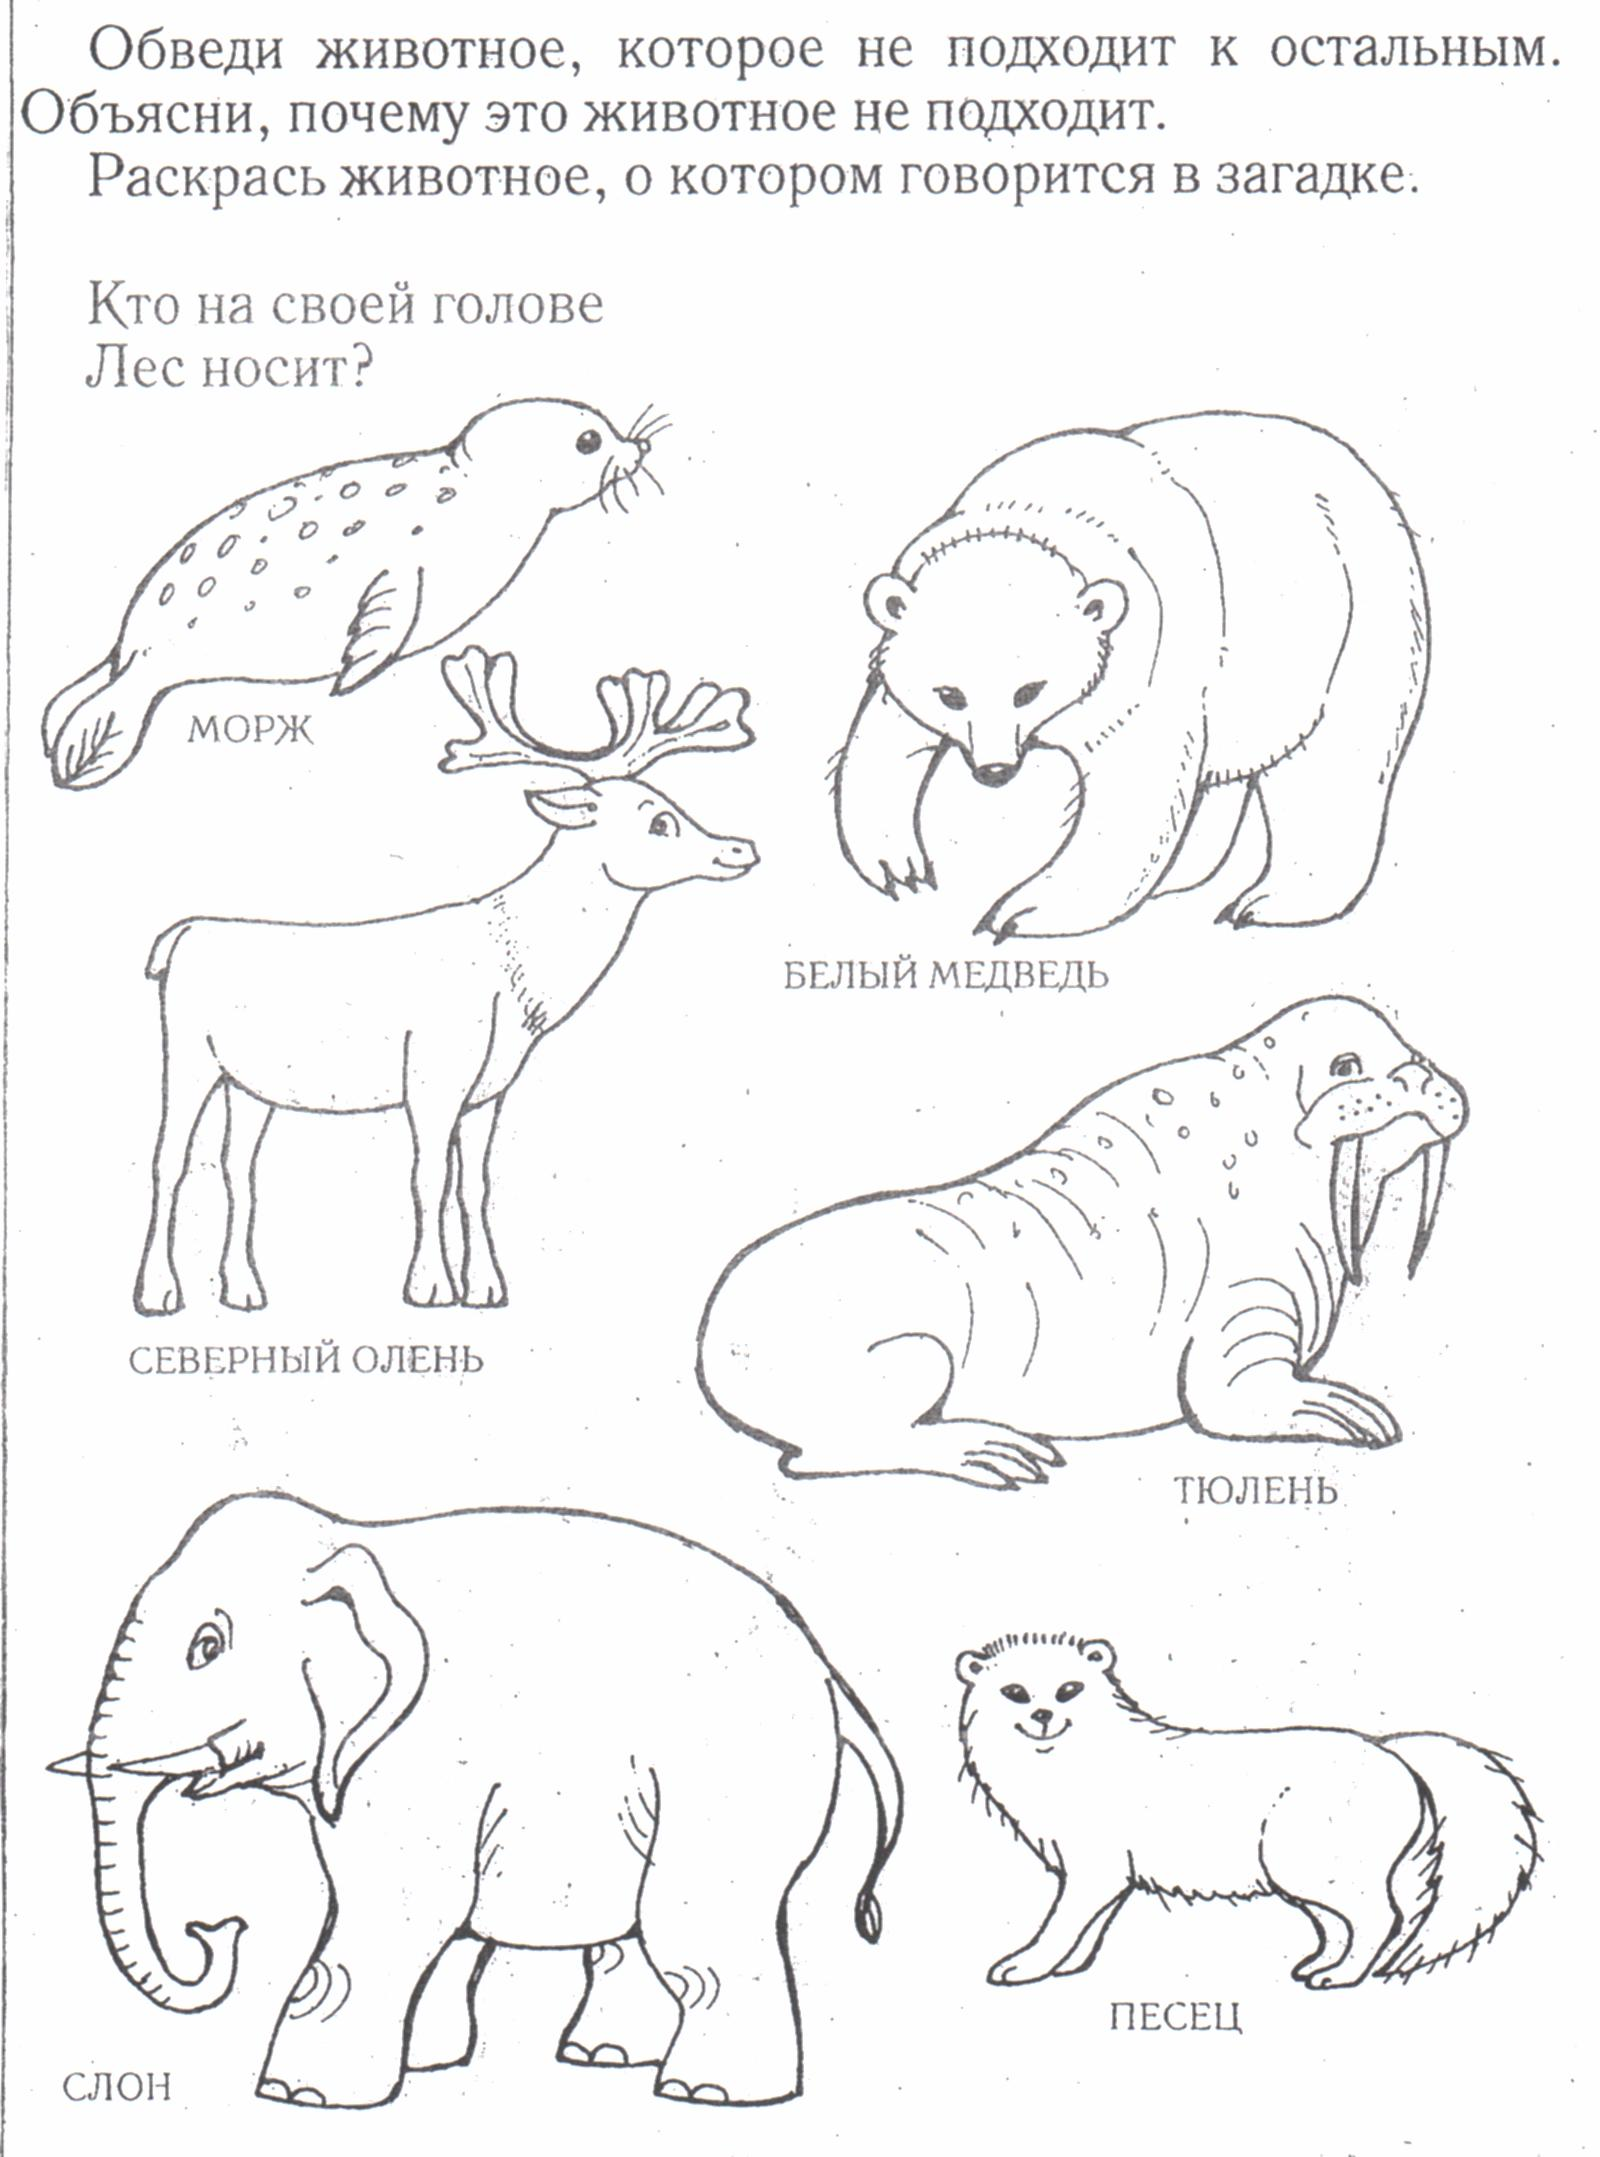 Обведи животное, которое не подходит к остальным.
Объясни, почему это животное не подходит.
Раскрась животное, о котором говорится в загадке.
Кто на своей голове
Лес носит?
МОРЖ
БЕЛЫЙ МЕДВЕДЬ
СЕВЕРНЫЙ ОЛЕНЬ
ТЮЛЕНЬ
СЛОН
ПЕСЕЦ